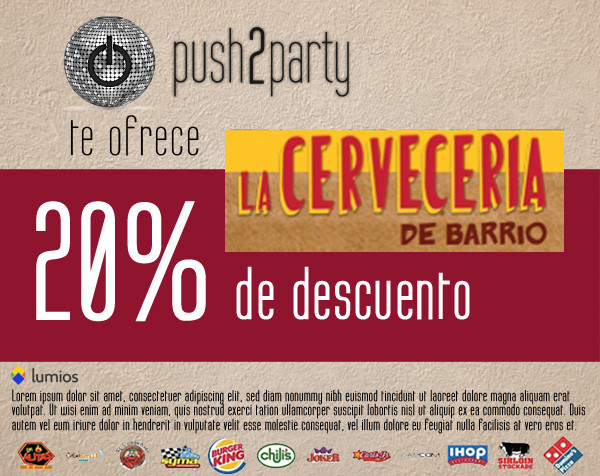 push2party
te ofrece
LA CERVECERIA
DE BARRIO
20% de descuento
lumios
Lorem ipsum dolor sit amet, consectetuer adipiscing elit, sed diam nonummy nibh euismod tincidunt ut laoreet dolore magna aliquam erat
volutpat. Ut wisi enim ad minim veniam, quis nostrud exerci tation ullamcorper suscipit lobortis nisl ut aliquip ex ea commodo consequat. Duis
autem vel eum iriure dolor in hendrerit in vulputate velit esse molestie consequat, vel illum dolore eu feugiat nulla facilisis at vero eros et.
sygma BURGER KING chili's JOKER IHOP SIRLOIN STOCKADE Domino's Pizza